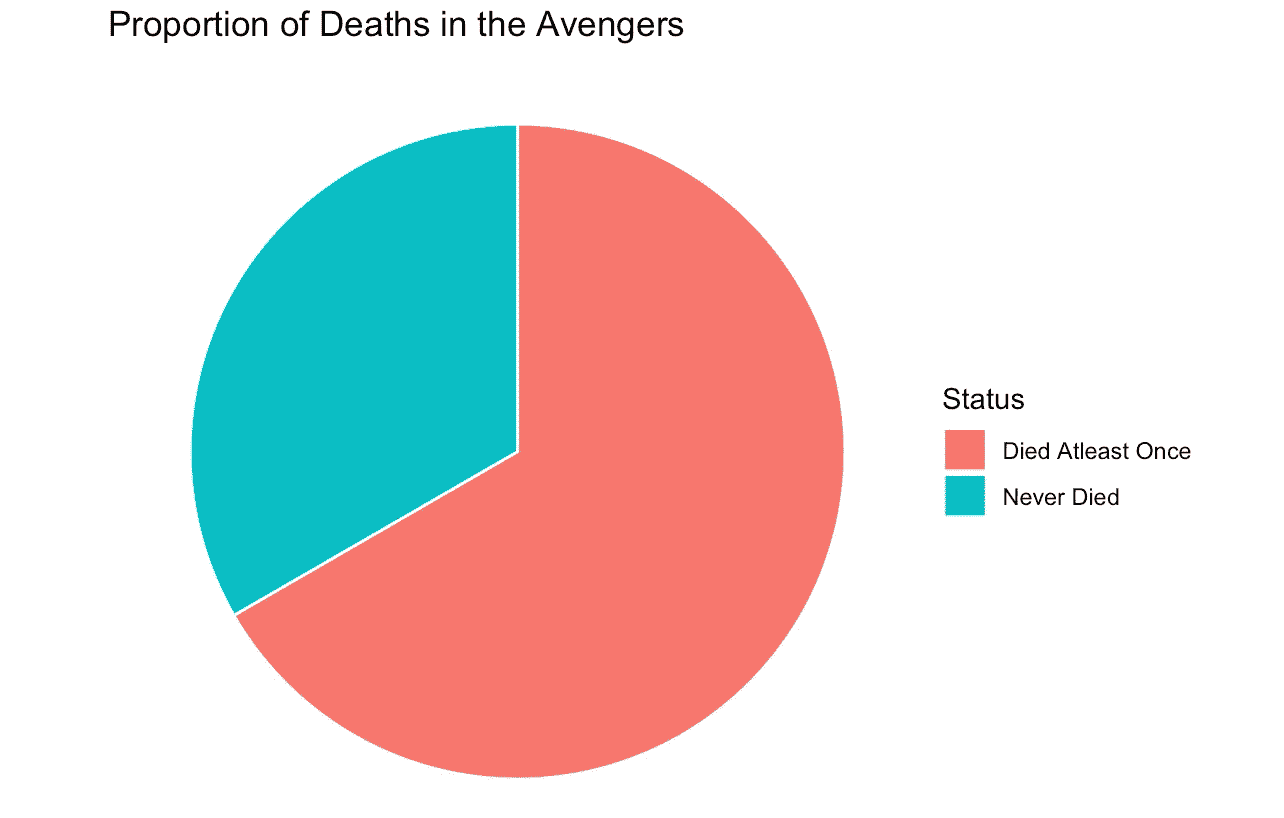 Proportion of Deaths in the Avengers
Status
Died Atleast Once
Never Died